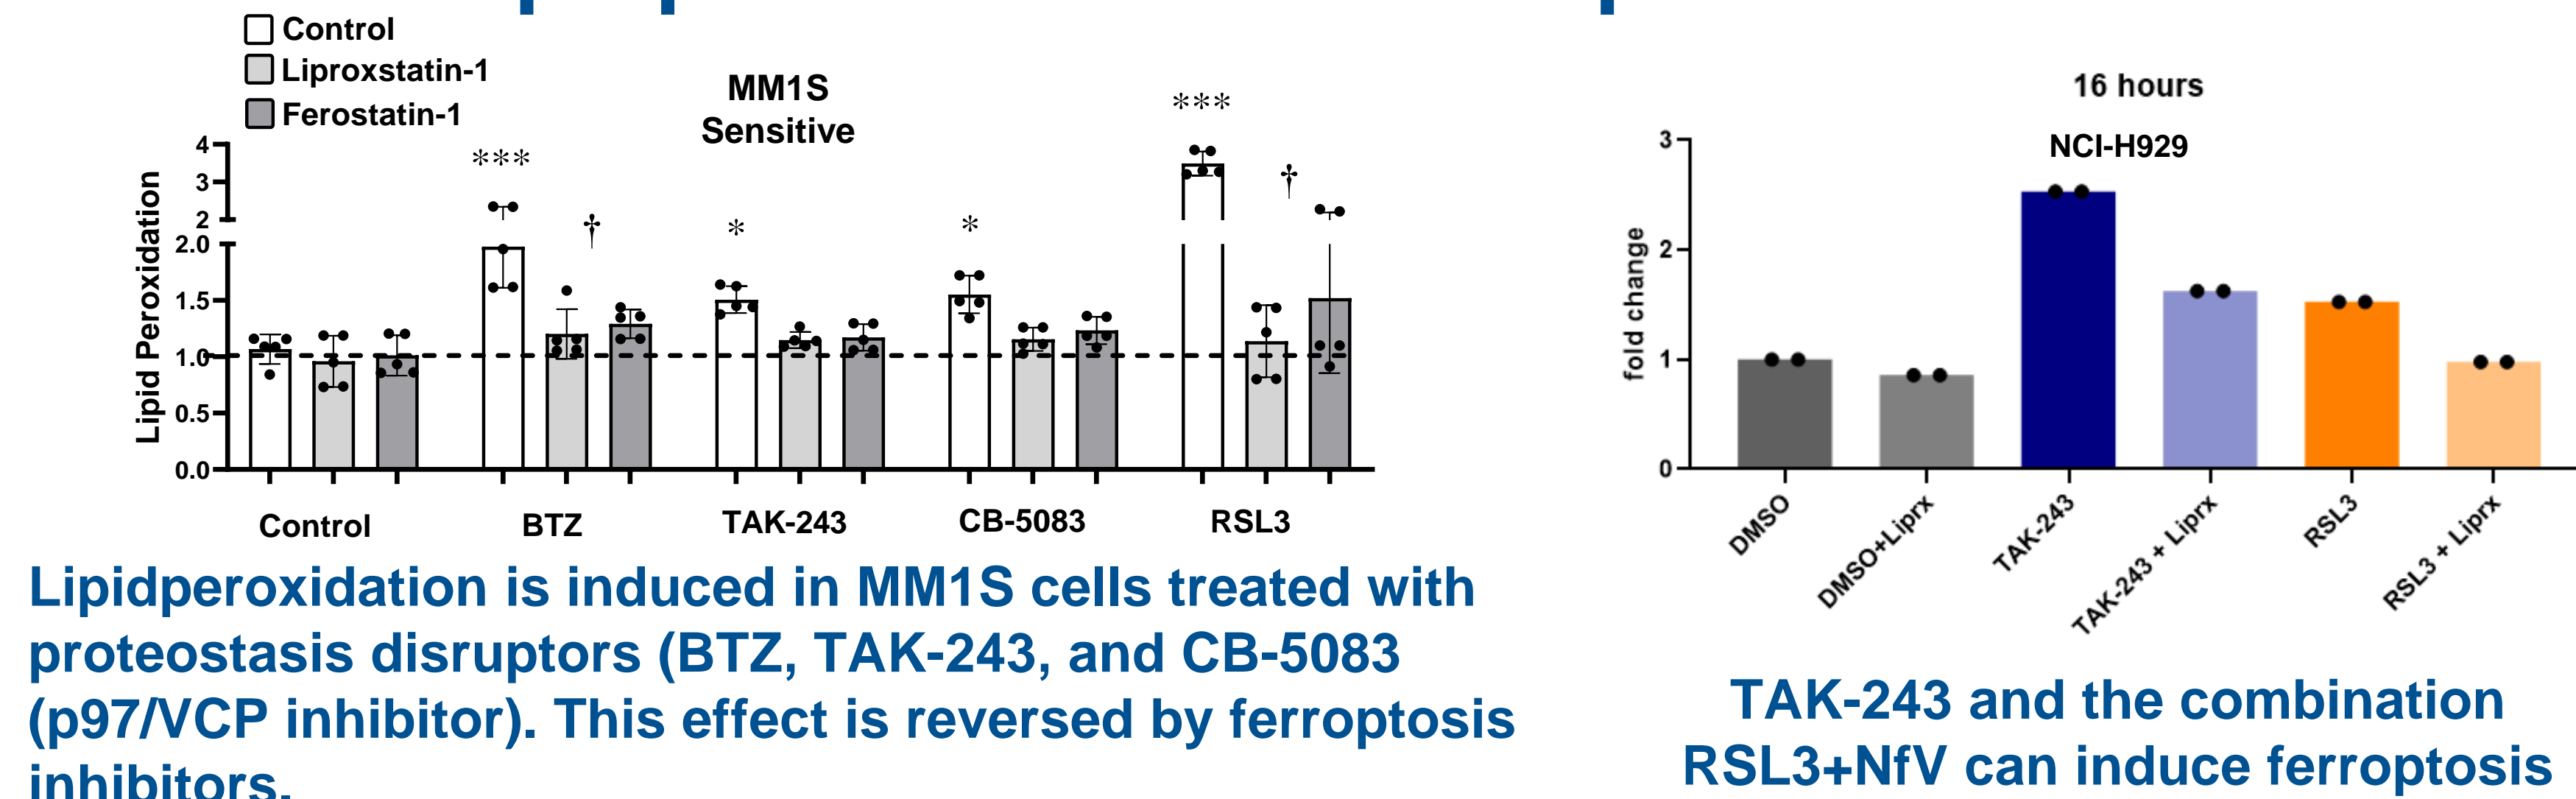 Control
Liproxstatin-1
Ferostatin-1
MM1S
Sensitive
Lipid Peroxidation
4
3
2
2.0
1.5
1.0
0.5
0.0
***
†
*
*
***
†
Control BTZ TAK-243 CB-5083 RSL3
Lipidperoxidation is induced in MM1S cells treated with
proteostasis disruptors (BTZ, TAK-243, and CB-5083
(p97/VCP inhibitor). This effect is reversed by ferroptosis
inhibitors.
16 hours
NCI-H929
fold change
3
2
1
0
DMSO
DMSO+Liprx
TAK-243
TAK-243 + Liprx
RSL3
RSL3 + Liprx
TAK-243 and the combination
RSL3+NfV can induce ferroptosis